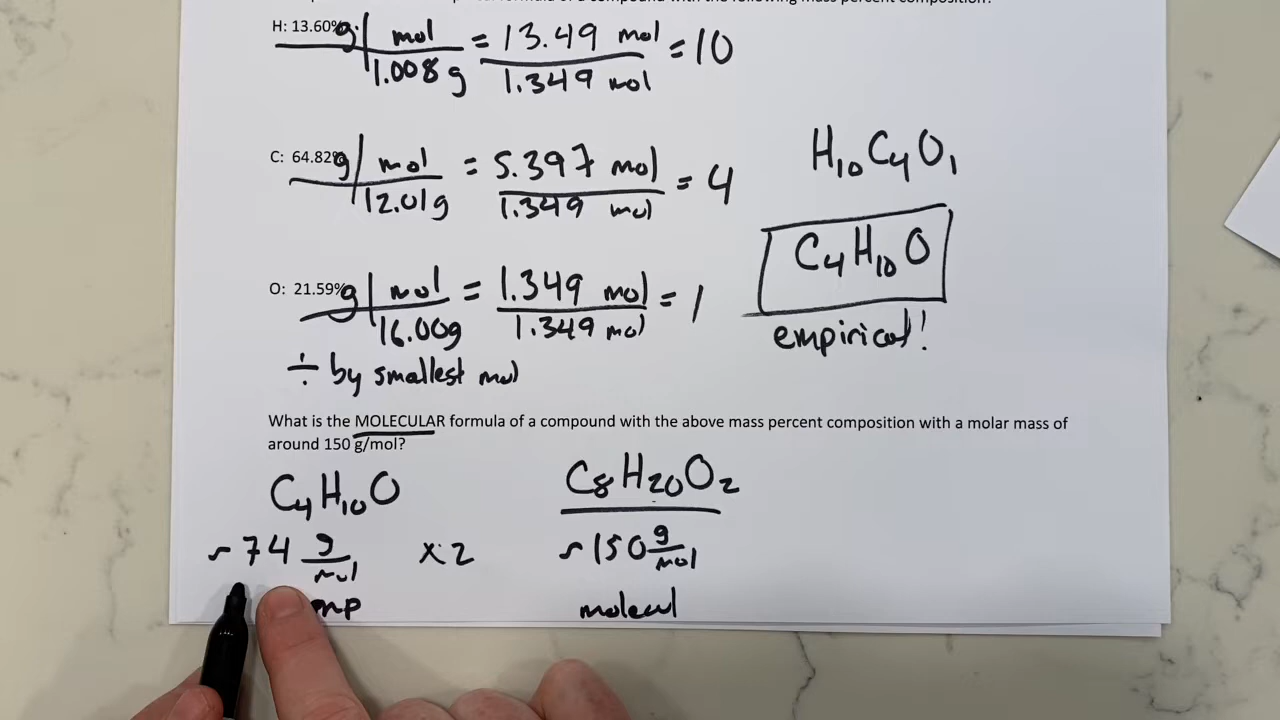 H: 13.60% g | mol / 1.008 g = 13.49 mol / 1.349 mol = 10
H₁₀C₄O₁
C: 64.82% g | mol / 12.01 g = 5.397 mol / 1.349 mol = 4
C₄H₁₀O
O: 21.59% g | mol / 16.00 g = 1.349 mol / 1.349 mol = 1
empirical!
÷ by smallest mol
What is the MOLECULAR formula of a compound with the above mass percent composition with a molar mass of
around 150 g/mol?
C₄H₁₀O C₈H₂₀O₂
~74 g/mol x2 ~150 g/mol
molecul